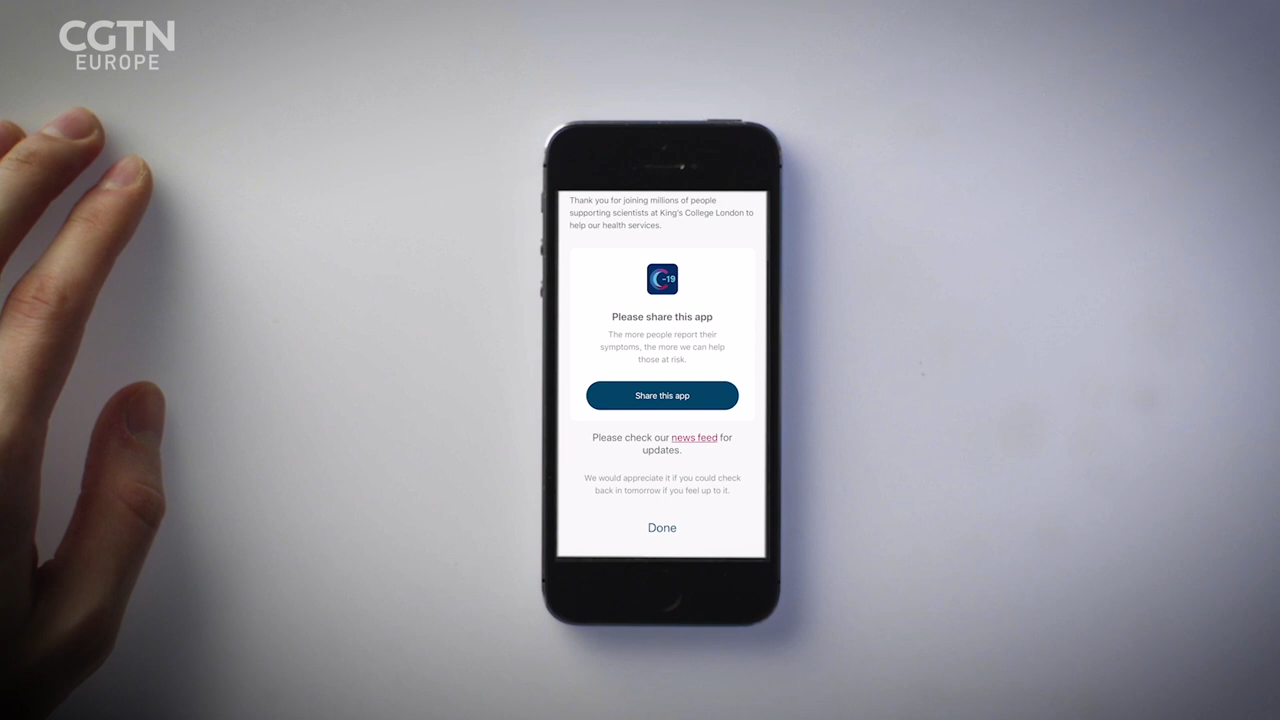 CGTN
EUROPE
Thank you for joining millions of people
supporting scientists at King's College London to
help our health services.
C-19
Please share this app
The more people report their
symptoms, the more we can help
those at risk.
Share this app
Please check our news feed for
updates.
We would appreciate it if you could check
back in tomorrow if you feel up to it.
Done